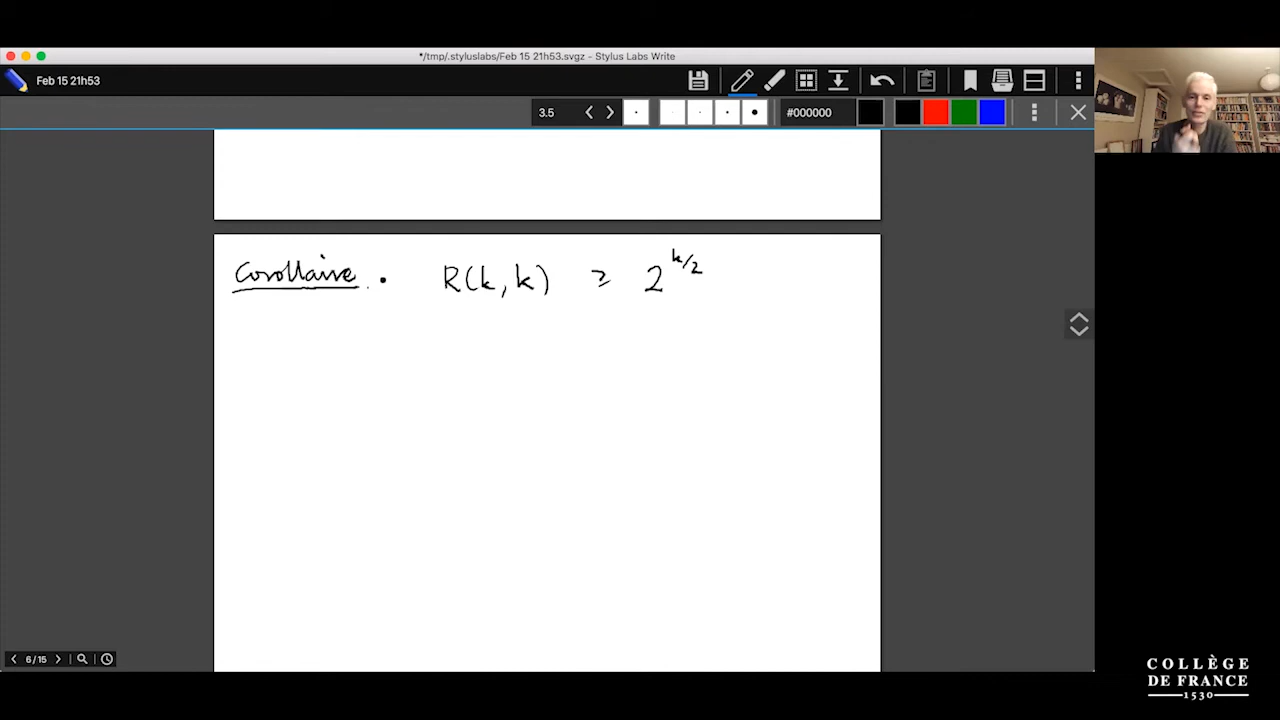 */tmp/.styluslabs/Feb 15 21h53.svgz - Stylus Labs Write
Feb 15 21h53
3.5
#000000
Corollaire. R(k, k) ≥ 2^{k/2}
6/15
COLLÈGE
DE FRANCE
1530